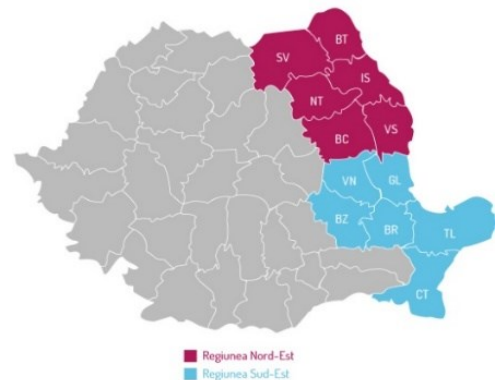 BT
SV
IS
NT
BC
VS
VN
GL
BZ
BR
TL
CT
Regiunea Nord-Est
Regiunea Sud-Est